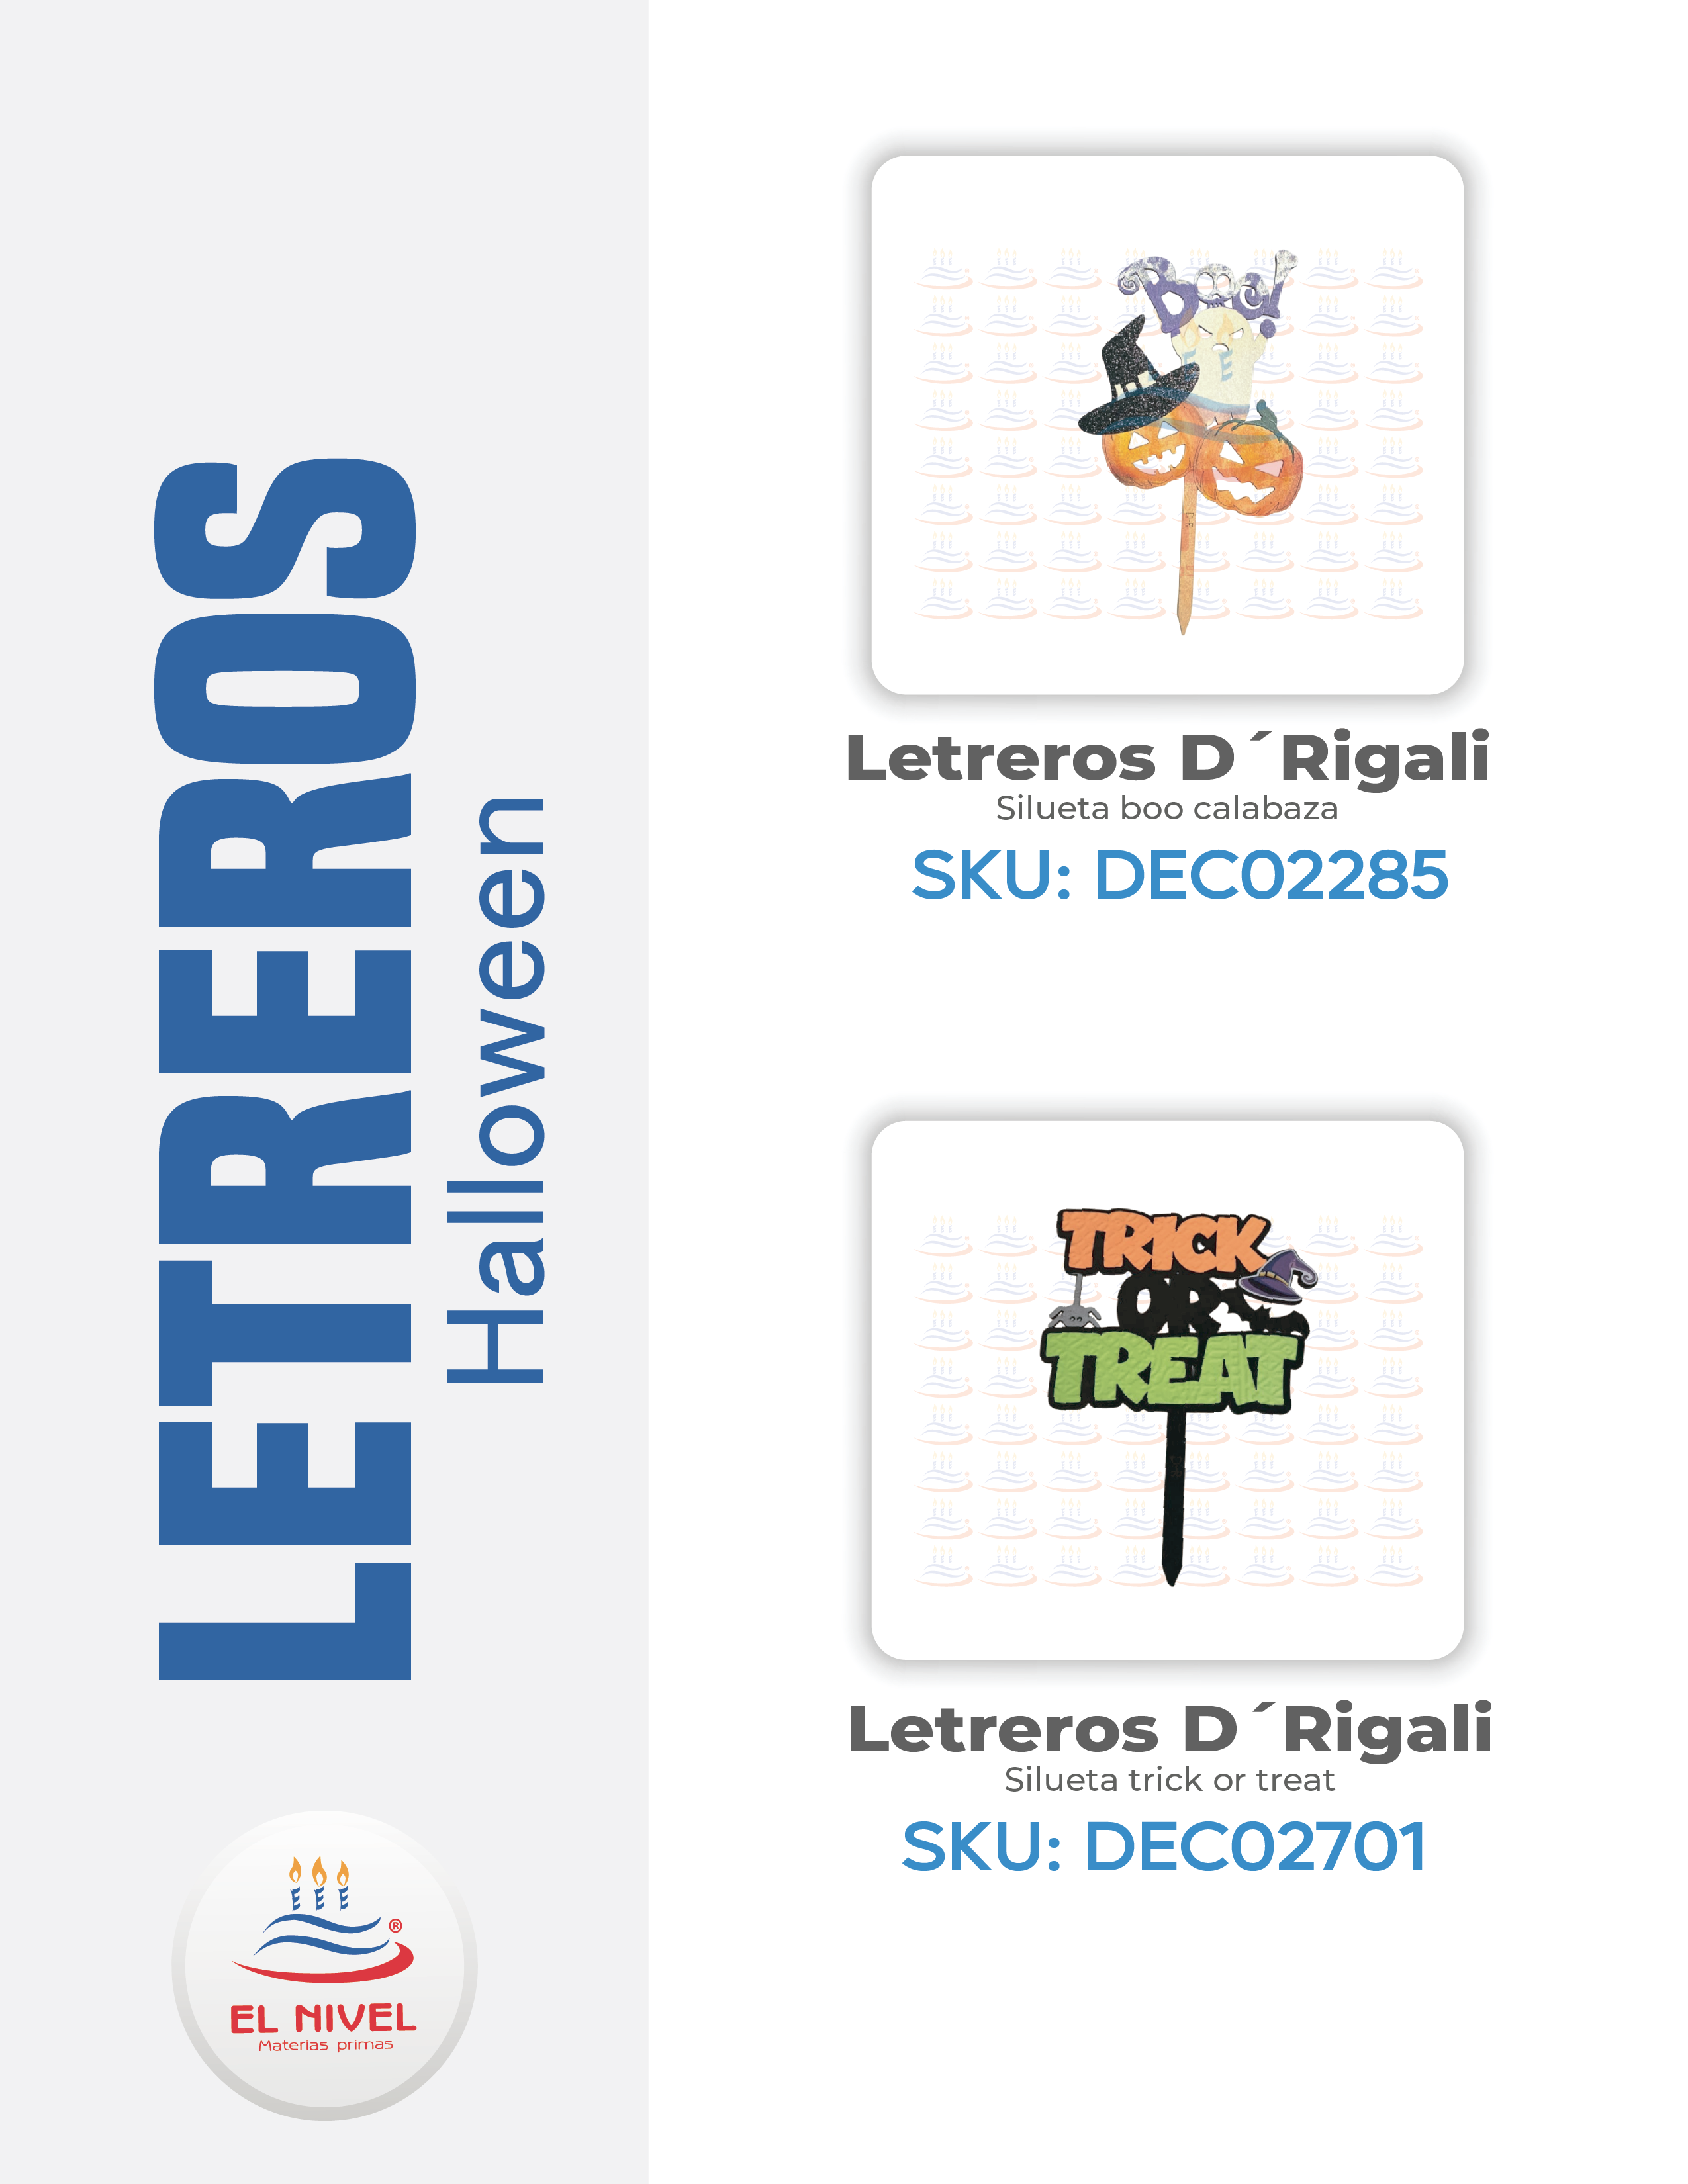 LETREROS
Halloween
Boo!
Letreros D´Rigali
Silueta boo calabaza
SKU: DEC02285
TRICK
OR
TREAT
Letreros D´Rigali
Silueta trick or treat
SKU: DEC02701
®
EL NIVEL
Materias primas